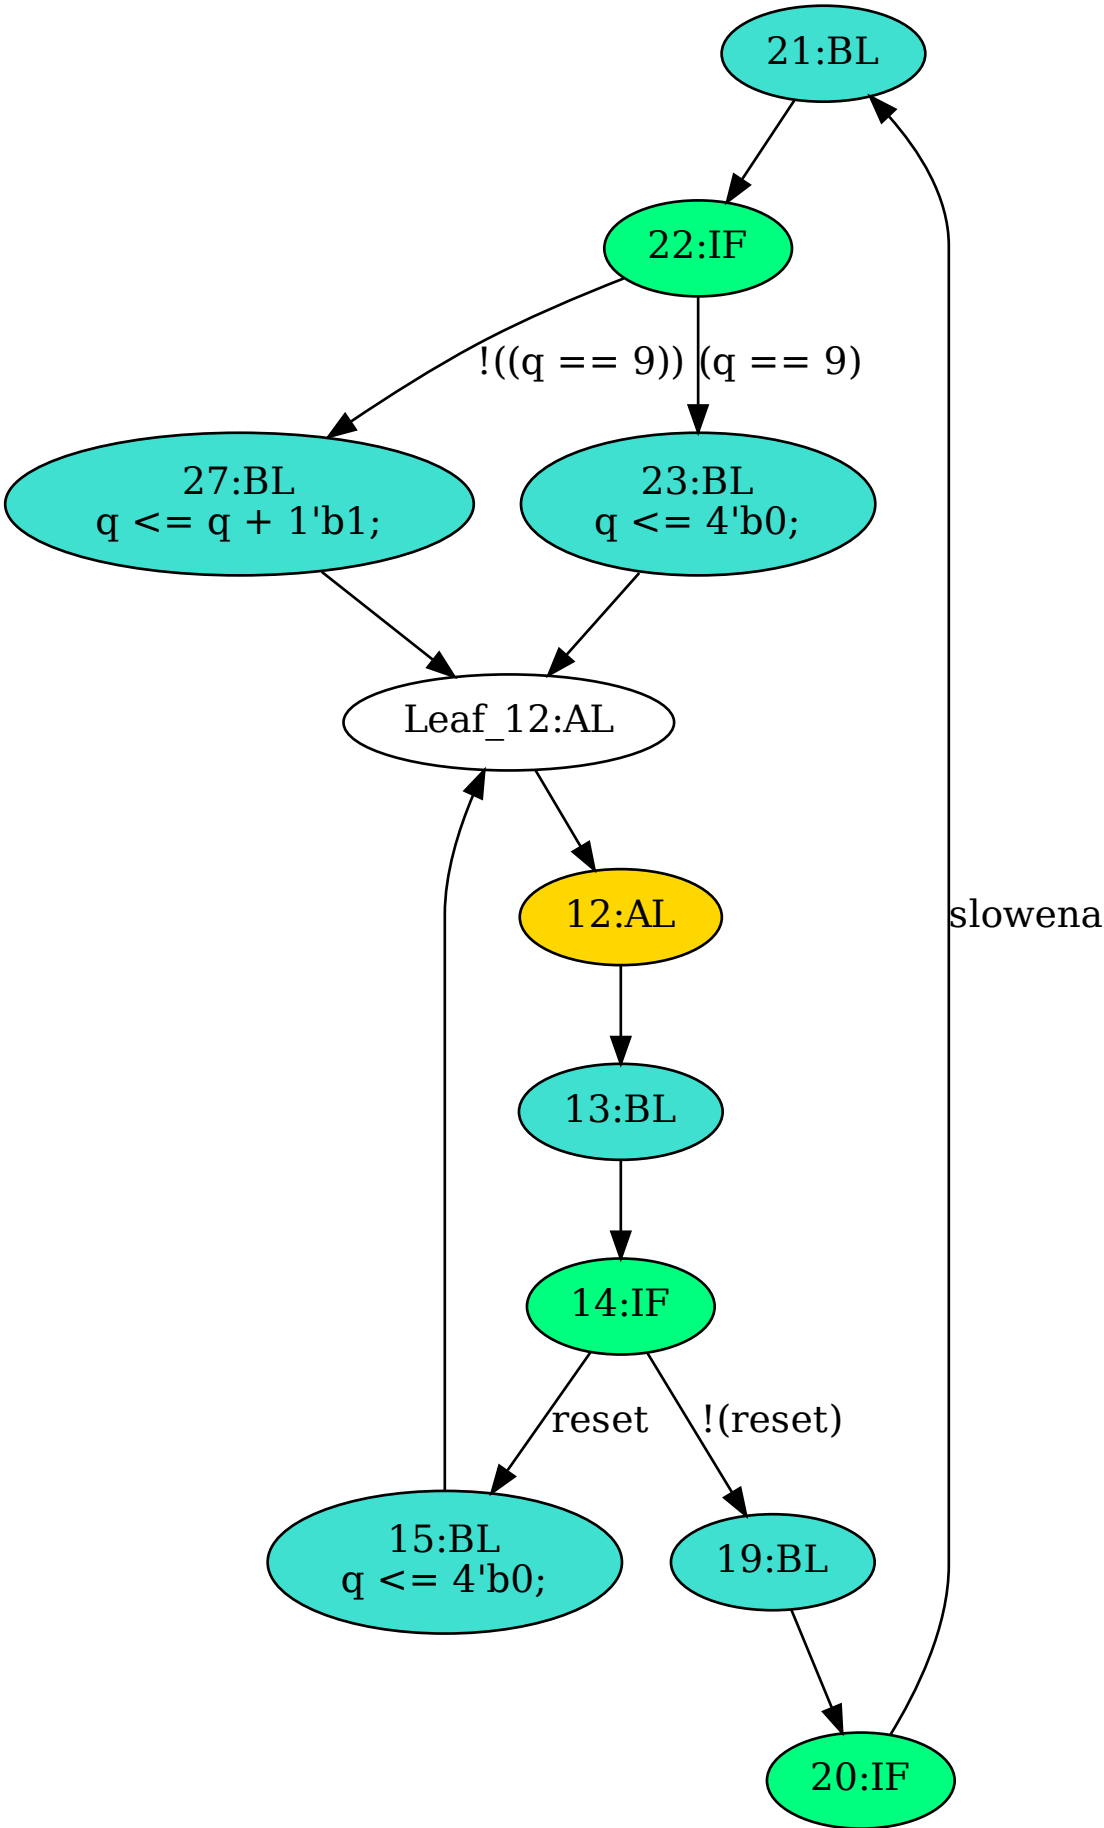 21:BL
22:IF
!((q == 9))
(q == 9)
27:BL
q <= q + 1'b1;
23:BL
q <= 4'b0;
Leaf_12:AL
12:AL
slowena
13:BL
14:IF
reset
!(reset)
15:BL
q <= 4'b0;
19:BL
20:IF